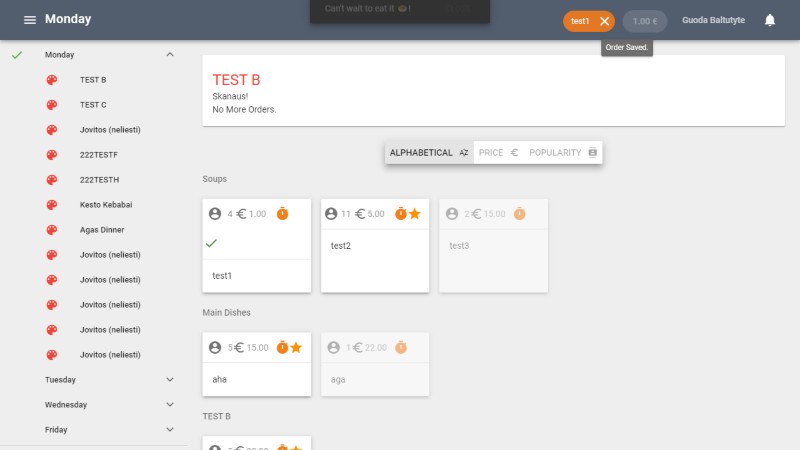 Can't wait to eat it !
Monday
test1
1.00 €
Guoda Baltutyte
Order Saved.
Monday
TEST B
TEST C
Jovitos (neliesti)
222TESTF
222TESTH
Kesto Kebabai
Agas Dinner
Jovitos (neliesti)
Jovitos (neliesti)
Jovitos (neliesti)
Jovitos (neliesti)
Jovitos (neliesti)
Tuesday
Wednesday
Friday
TEST B
Skanaus!
No More Orders.
ALPHABETICAL PRICE € POPULARITY
Soups
4 € 1.00
test1
11 € 5.00
test2
2 € 15.00
test3
Main Dishes
5 € 15.00
aha
1 € 22.00
aga
TEST B